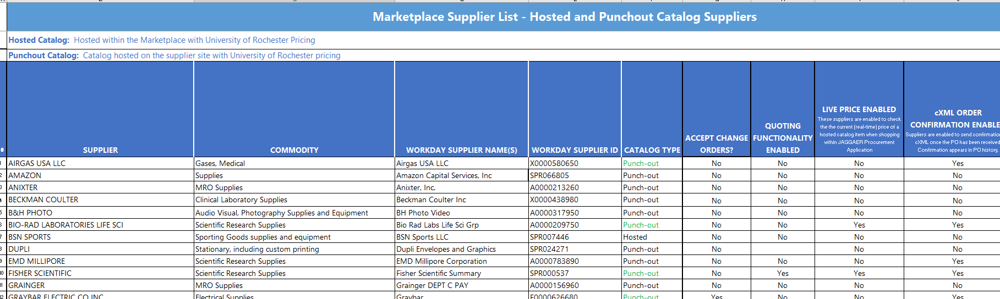 Marketplace Supplier List - Hosted and Punchout Catalog Suppliers
Hosted Catalog: Hosted within the Marketplace with University of Rochester Pricing
Punchout Catalog: Catalog hosted on the supplier site with University of Rochester pricing
# SUPPLIER COMMODITY WORKDAY SUPPLIER NAME(S) WORKDAY SUPPLIER ID CATALOG TYPE
ACCEPT CHANGE
ORDERS?
QUOTING
FUNCTIONALITY
ENABLED
LIVE PRICE ENABLED
These suppliers are enabled to check
the the current (real-time) price of a
hosted catalog item when shopping
within JAGGAER Procurement
Application
cXML ORDER
CONFIRMATION ENABLE
Suppliers are enabled to send confirmation
cXML once the PO has been received
Confirmation appears in PO history.
1 AIRGAS USA LLC Gases, Medical Airgas USA LLC X0000580650 Punch-out No No No Yes
2 AMAZON Supplies Amazon Capital Services, Inc SPR066805 Punch-out No No No No
3 ANIXTER MRO Supplies Anixter, Inc. A0000213260 Punch-out No No No No
4 BECKMAN COULTER Clinical Laboratory Supplies Beckman Coulter Inc X0000438980 Punch-out No No No No
5 B&H PHOTO Audio Visual, Photography Supplies and Equipment BH Photo Video A0000317950 Punch-out No No No No
6 BIO-RAD LABORATORIES LIFE SCI Scientific Research Supplies Bio Rad Labs Life Sci Grp A0000209750 Punch-out No No Yes Yes
7 BSN SPORTS Sporting Goods supplies and equipment BSN Sports LLC SPR007446 Hosted No No No No
8 DUPLI Stationary, including custom printing Dupli Envelopes and Graphics SPR024271 Punch-out No No No
9 EMD MILLIPORE Scientific Research Supplies EMD Millipore Corporation A0000783890 Punch-out No No No Yes
10 FISHER SCIENTIFIC Scientific Research Supplies Fisher Scientific Summary SPR000537 Punch-out No Yes Yes Yes
11 GRAINGER MRO Supplies Grainger DEPT C PAY A0000156960 Punch-out No No No No
12 GRAYBAR ELECTRIC CO INC Electrical Supplies Graybar F0000626680 Punch-out Yes No No Yes